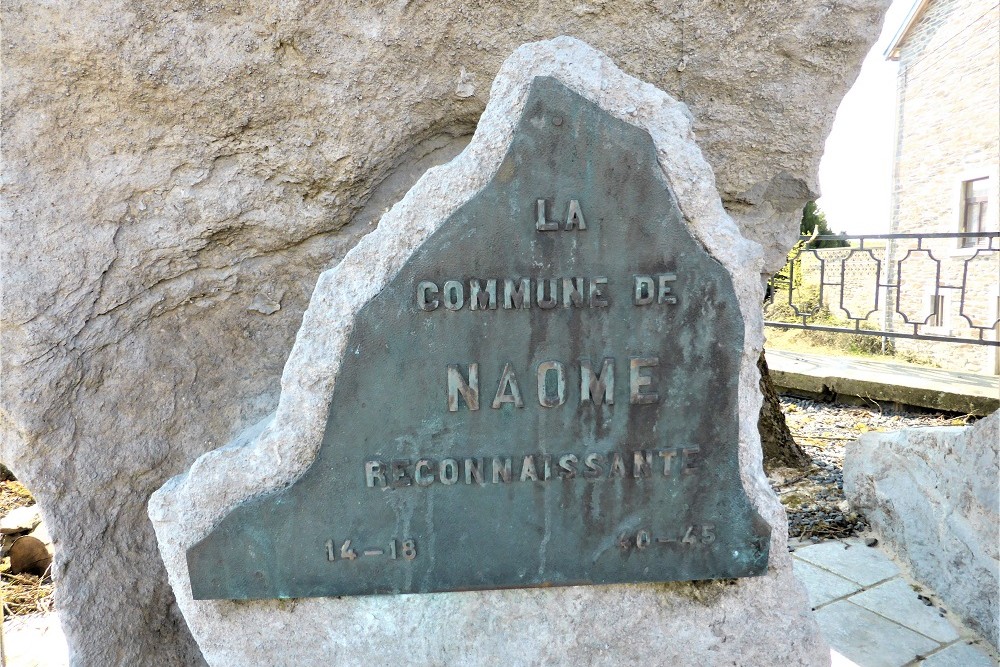 LA
COMMUNE DE
NAOME
RECONNAISSANTE
14-18 40-45